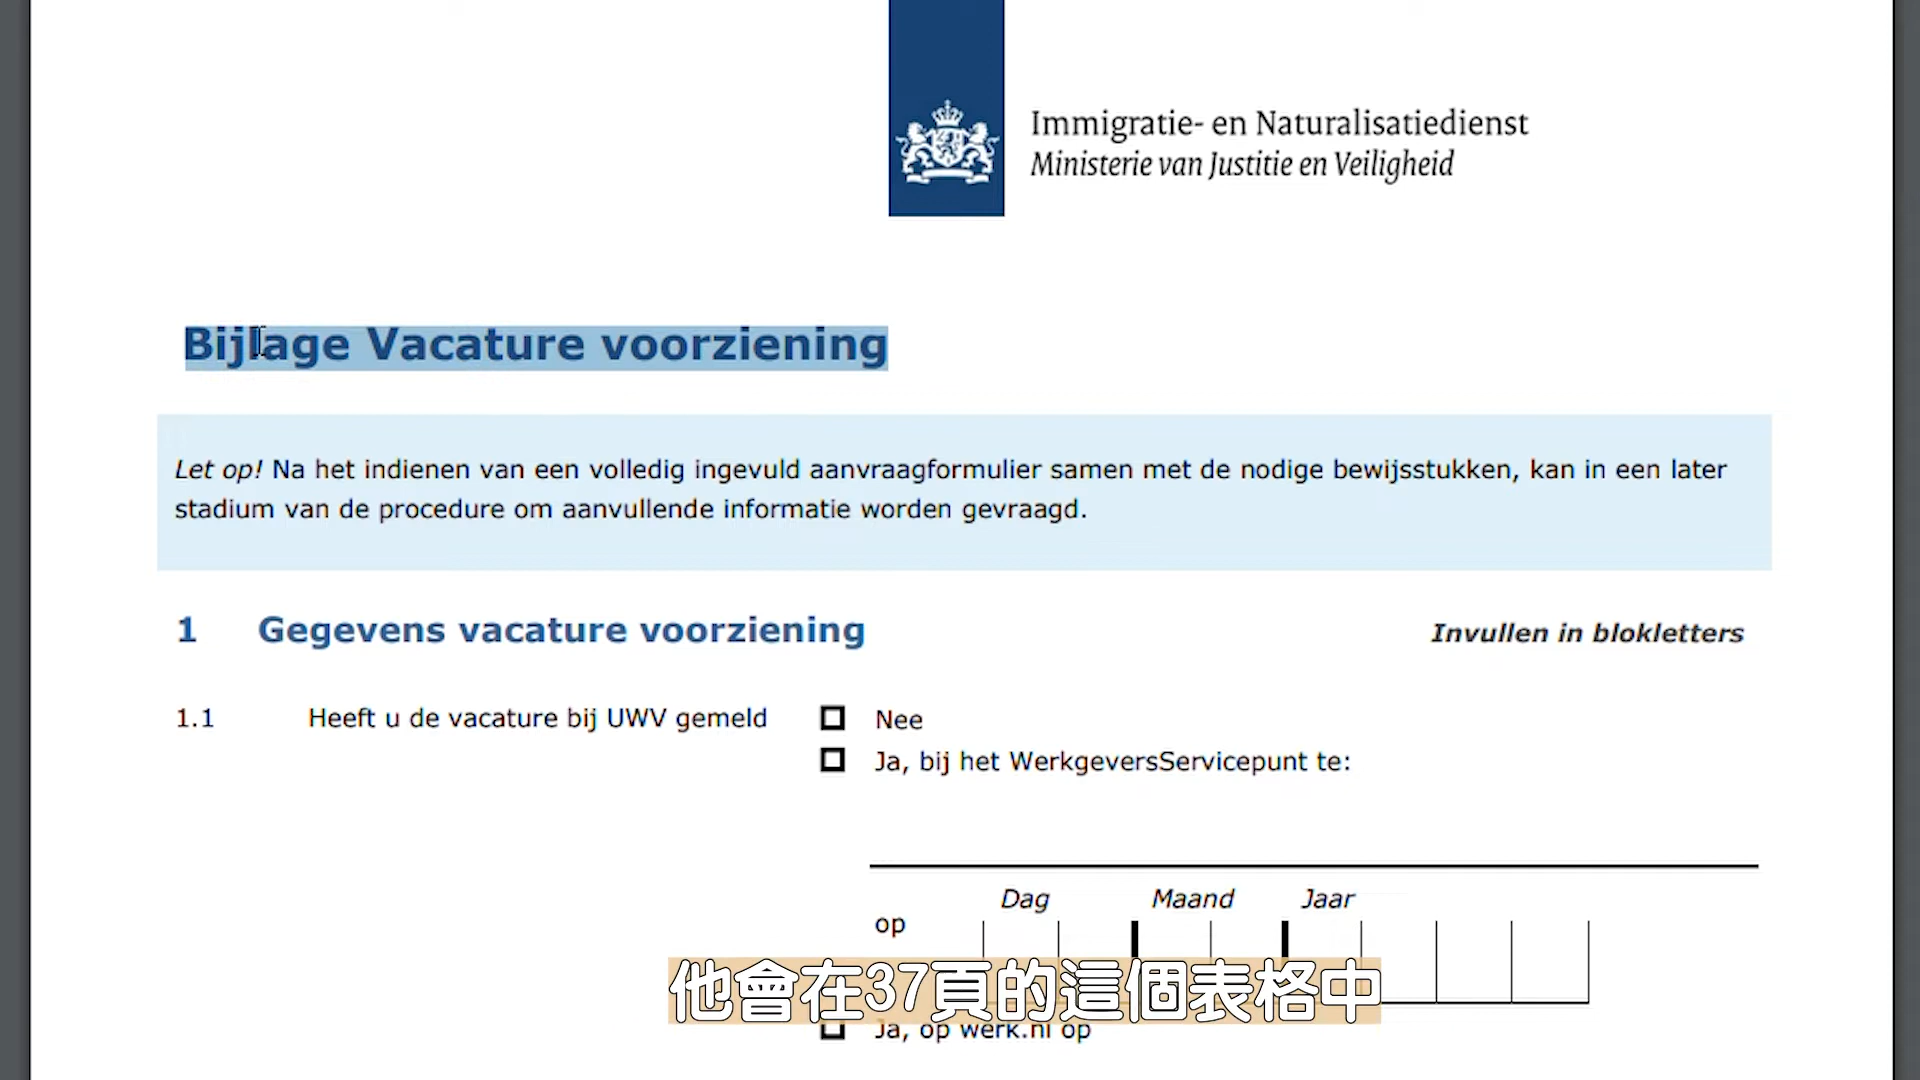 Immigratie- en Naturalisatiedienst
Ministerie van Justitie en Veiligheid
Bijlage Vacature voorziening
Let op! Na het indienen van een volledig ingevuld aanvraagformulier samen met de nodige bewijsstukken, kan in een later
stadium van de procedure om aanvullende informatie worden gevraagd.
1 Gegevens vacature voorziening Invullen in blokletters
1.1 Heeft u de vacature bij UWV gemeld Nee
Ja, bij het WerkgeversServicepunt te:
Dag Maand Jaar
op
他會在37頁的這個表格中
Ja, op werk.nl op